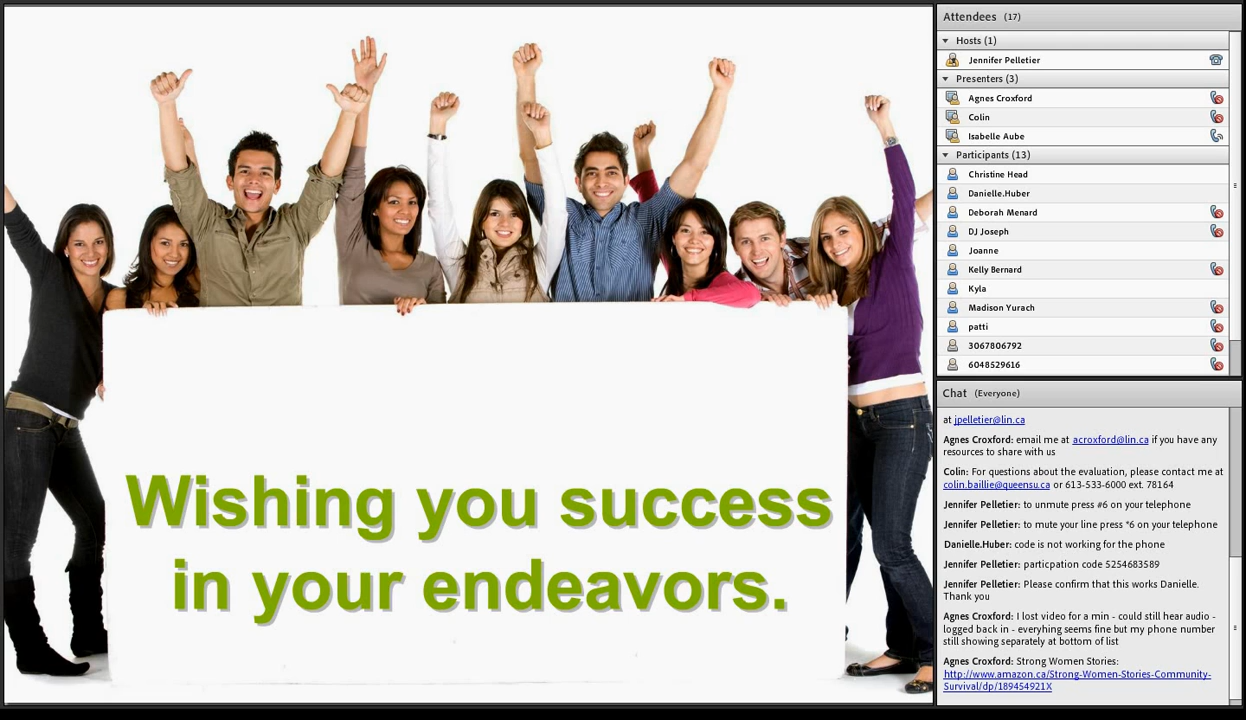 Wishing you success
in your endeavors.
Attendees (17)
Hosts (1)
Jennifer Pelletier
Presenters (3)
Agnes Croxford
Colin
Isabelle Aube
Participants (13)
Christine Head
Danielle.Huber
Deborah Menard
DJ Joseph
Joanne
Kelly Bernard
Kyla
Madison Yurach
patti
3067806792
6048529616
Chat (Everyone)
at jpelletier@lin.ca
Agnes Croxford: email me at acroxford@lin.ca if you have any
resources to share with us
Colin: For questions about the evaluation, please contact me at
colin.baillie@queensu.ca or 613-533-6000 ext. 78164
Jennifer Pelletier: to unmute press #6 on your telephone
Jennifer Pelletier: to mute your line press *6 on your telephone
Danielle.Huber: code is not working for the phone
Jennifer Pelletier: particpation code 5254683589
Jennifer Pelletier: Please confirm that this works Danielle.
Thank you
Agnes Croxford: I lost video for a min - could still hear audio -
logged back in - everyhing seems fine but my phone number
still showing separately at bottom of list
Agnes Croxford: Strong Women Stories:
http://www.amazon.ca/Strong-Women-Stories-Community-
Survival/dp/189454921X